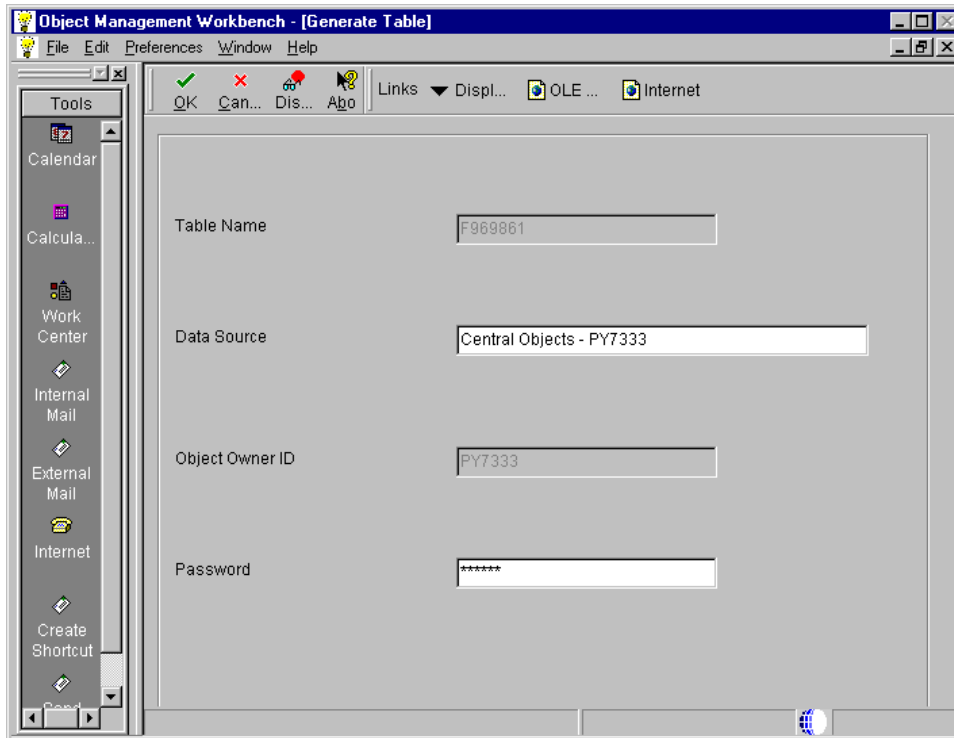 Object Management Workbench - [Generate Table]
File Edit Preferences Window Help
Tools
OK Can... Dis... Abo Links Displ... OLE ... Internet
Calendar
Calcula...
Work
Center
Internal
Mail
External
Mail
Internet
Create
Shortcut
Send
Table Name F969861
Data Source Central Objects - PY7333
Object Owner ID PY7333
Password ******